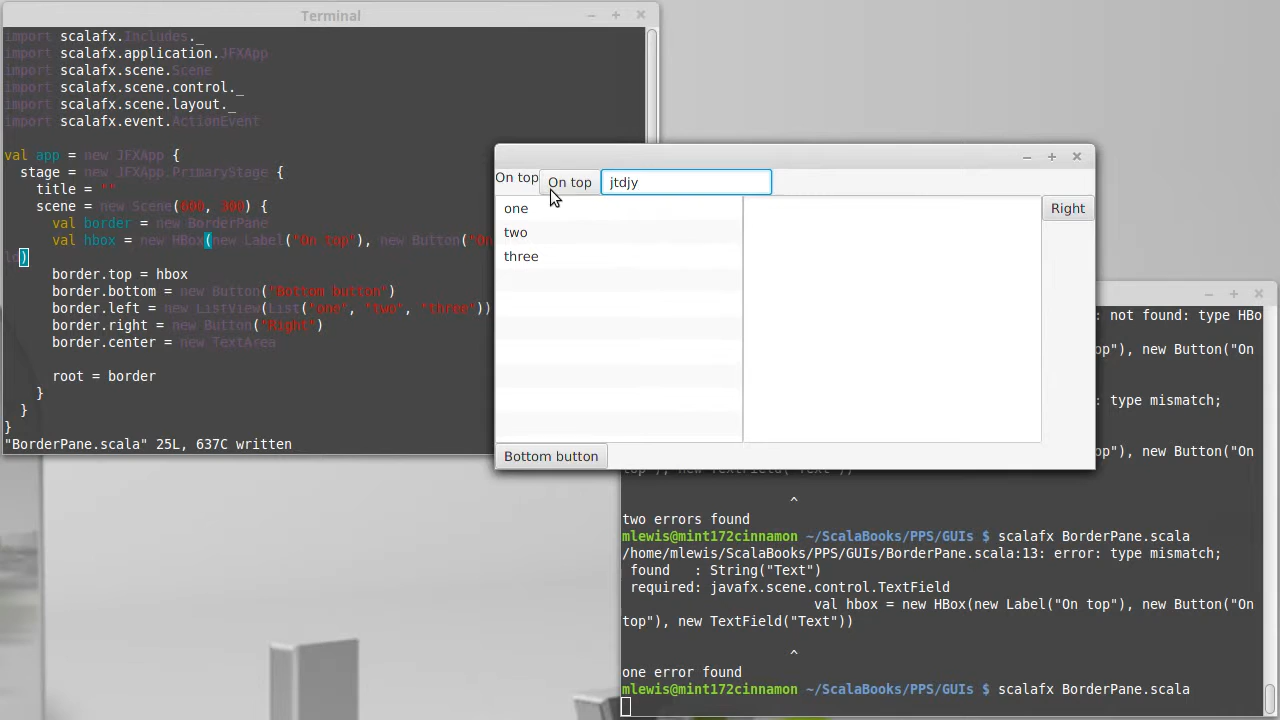 Terminal
import scalafx.Includes._
import scalafx.application.JFXApp
import scalafx.scene.Scene
import scalafx.scene.control._
import scalafx.scene.layout._
import scalafx.event.ActionEvent
val app = new JFXApp {
stage = new JFXApp.PrimaryStage {
title = ""
scene = new Scene(600, 300) {
val border = new BorderPane
val hbox = new HBox(new Label("On top"), new Button("On
lo)
border.top = hbox
border.bottom = new Button("Bottom button")
border.left = new ListView(List("one", "two", "three"))
border.right = new Button("Right")
border.center = new TextArea
root = border
}
}
}
"BorderPane.scala" 25L, 637C written
On top
On top
jtdjy
one
two
three
Right
Bottom button
: not found: type HBo
op"), new Button("On
: type mismatch;
op"), new Button("On
top"), new TextField("Text"))
^
two errors found
mlewis@mint172cinnamon ~/ScalaBooks/PPS/GUIs $ scalafx BorderPane.scala
/home/mlewis/ScalaBooks/PPS/GUIs/BorderPane.scala:13: error: type mismatch;
found : String("Text")
required: javafx.scene.control.TextField
val hbox = new HBox(new Label("On top"), new Button("On
top"), new TextField("Text"))
^
one error found
mlewis@mint172cinnamon ~/ScalaBooks/PPS/GUIs $ scalafx BorderPane.scala